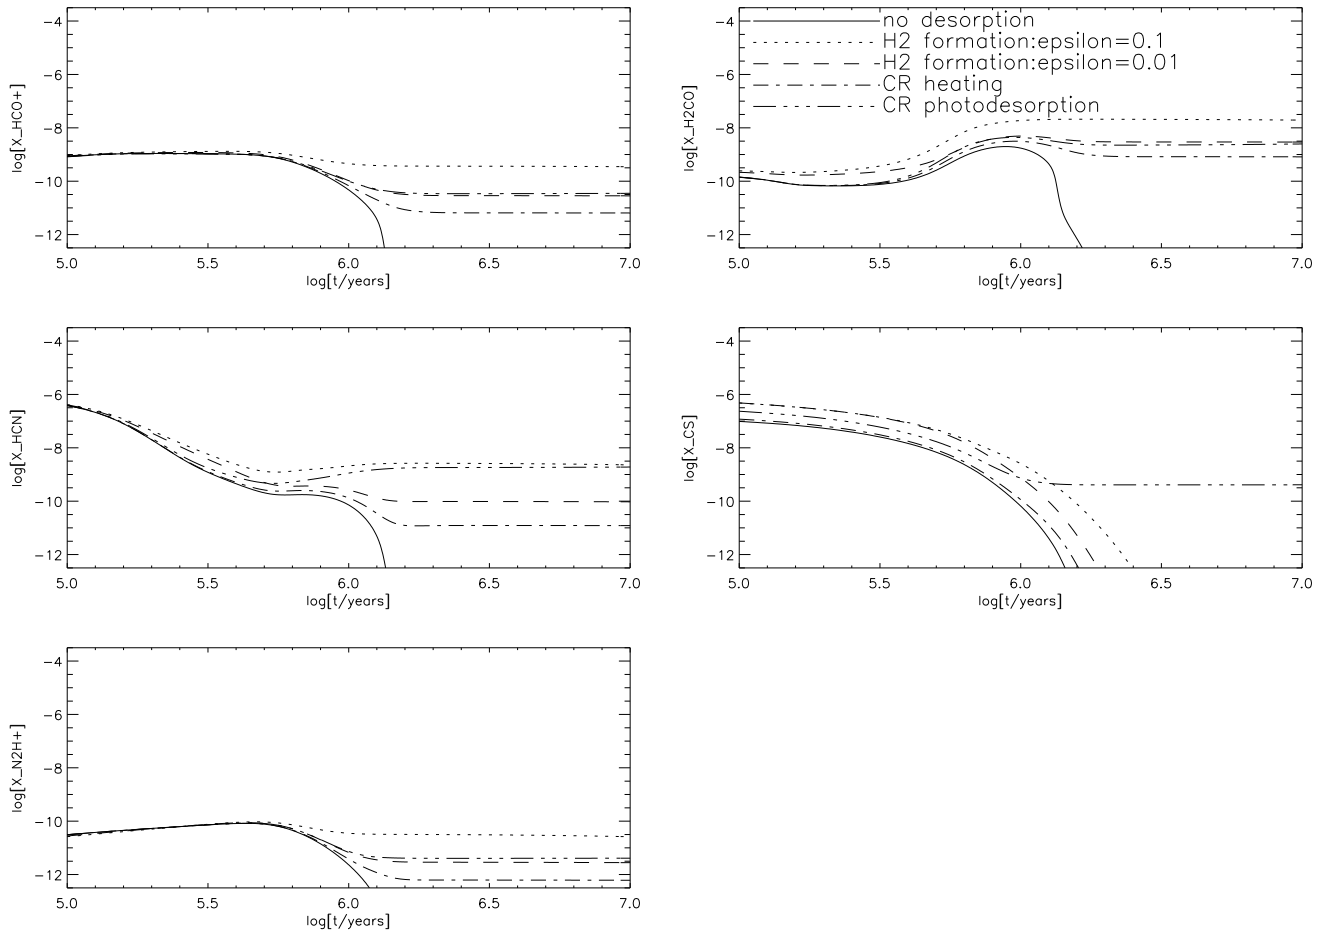 -4
-6
-8
-10
-12
log[X_HCO+]
5.0 5.5 6.0 6.5 7.0
log[t/years]
-4
-6
-8
-10
-12
log[X_H2CO]
no desorption
H2 formation:epsilon=0.1
H2 formation:epsilon=0.01
CR heating
CR photodesorption
5.0 5.5 6.0 6.5 7.0
log[t/years]
-4
-6
-8
-10
-12
log[X_HCN]
5.0 5.5 6.0 6.5 7.0
log[t/years]
-4
-6
-8
-10
-12
log[X_CS]
5.0 5.5 6.0 6.5 7.0
log[t/years]
-4
-6
-8
-10
-12
log[X_N2H+]
5.0 5.5 6.0 6.5 7.0
log[t/years]